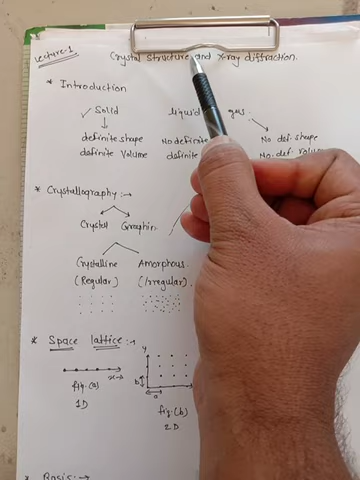 Lecture-1
Crystal Structure and X-ray diffraction.
* Introduction
✓ Solid liquid gas
definite shape No definite No def. shape
definite Volume definite No. def. volume
* Crystallography :→
Crystal Graphin
Crystalline Amorphous.
(Regular) (Irregular).
* Space lattice :→
y
b
a
x→
fig. (a) fig. (b)
1D 2D
* Basis :→